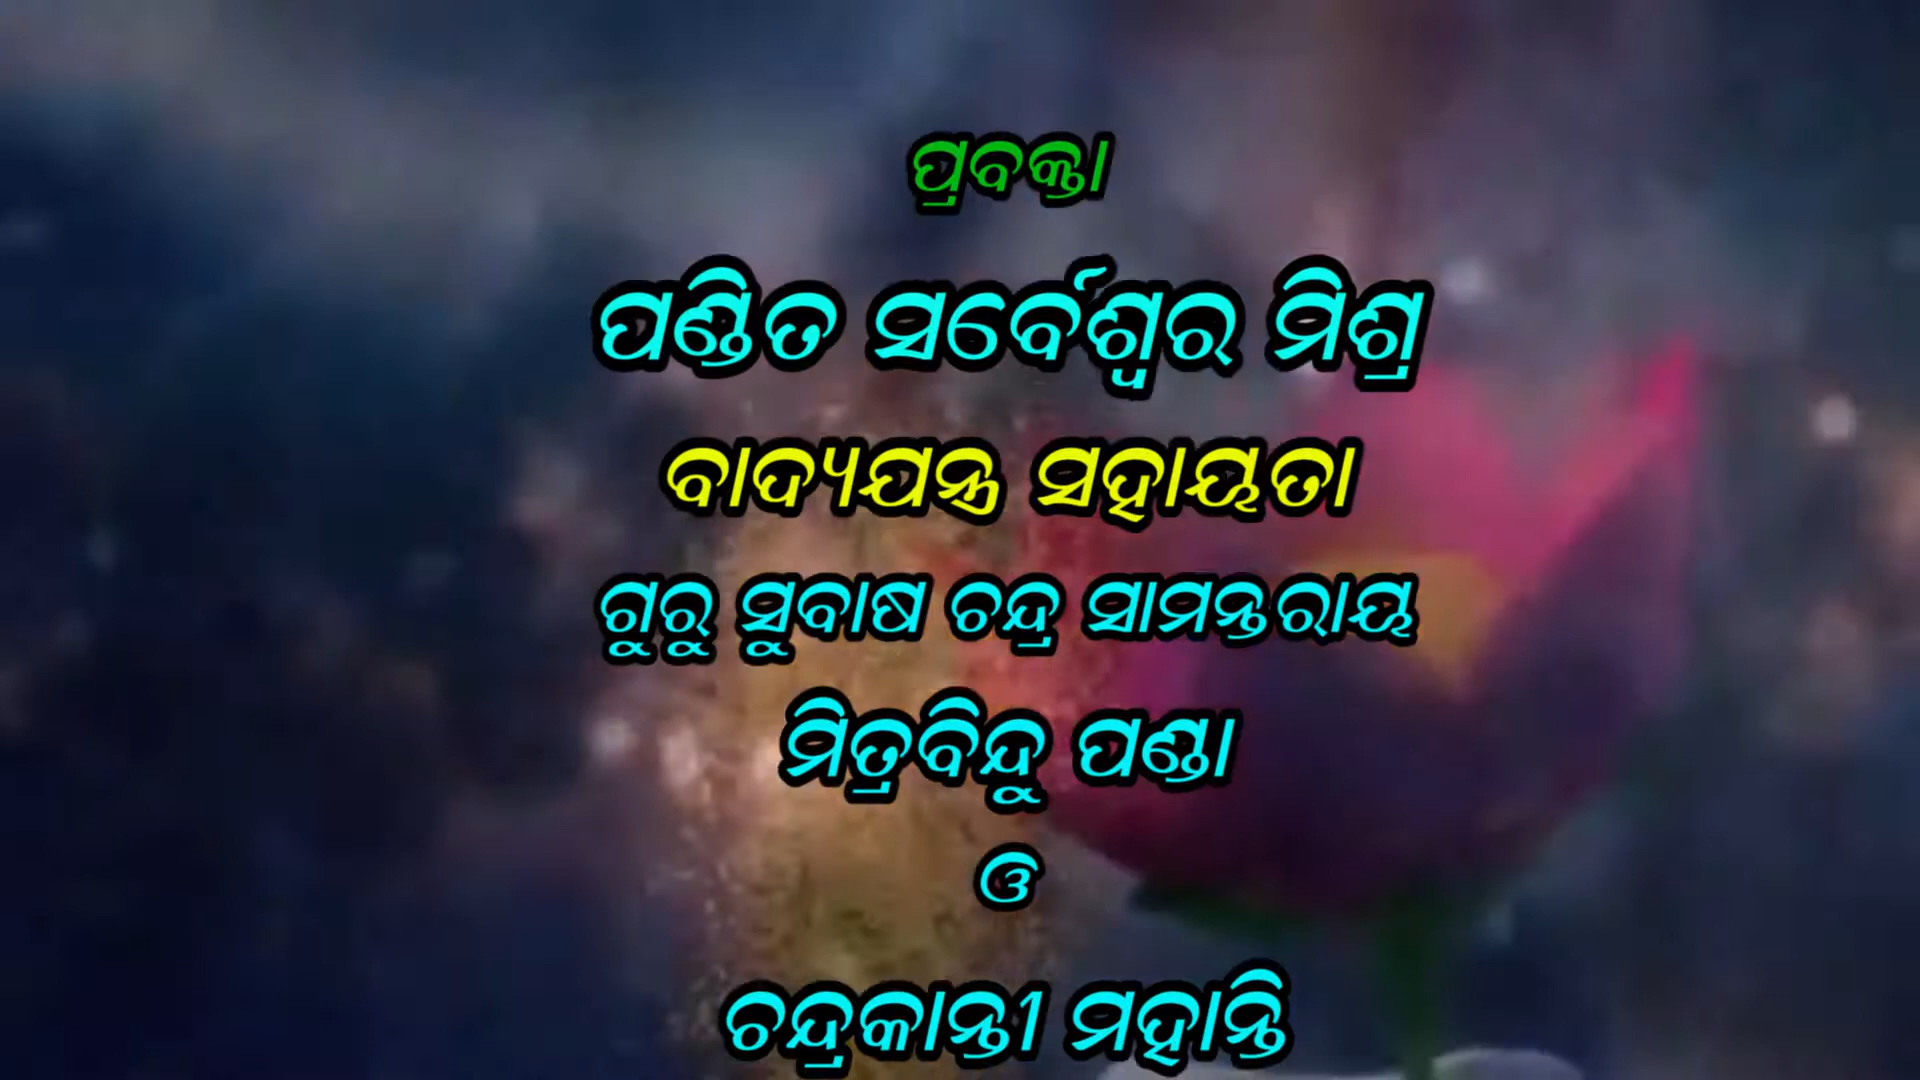 ପ୍ରବକ୍ତା
ପଣ୍ଡିତ ସର୍ବେଶ୍ୱର ମିଶ୍ର
ବାଦ୍ୟଯନ୍ତ୍ର ସହାୟତା
ଗୁରୁ ସୁବାଷ ଚନ୍ଦ୍ର ସାମନ୍ତରାୟ
ମିତ୍ରବିନ୍ଦୁ ପଣ୍ଡା
ଓ
ଚନ୍ଦ୍ରକାନ୍ତୀ ମହାନ୍ତି